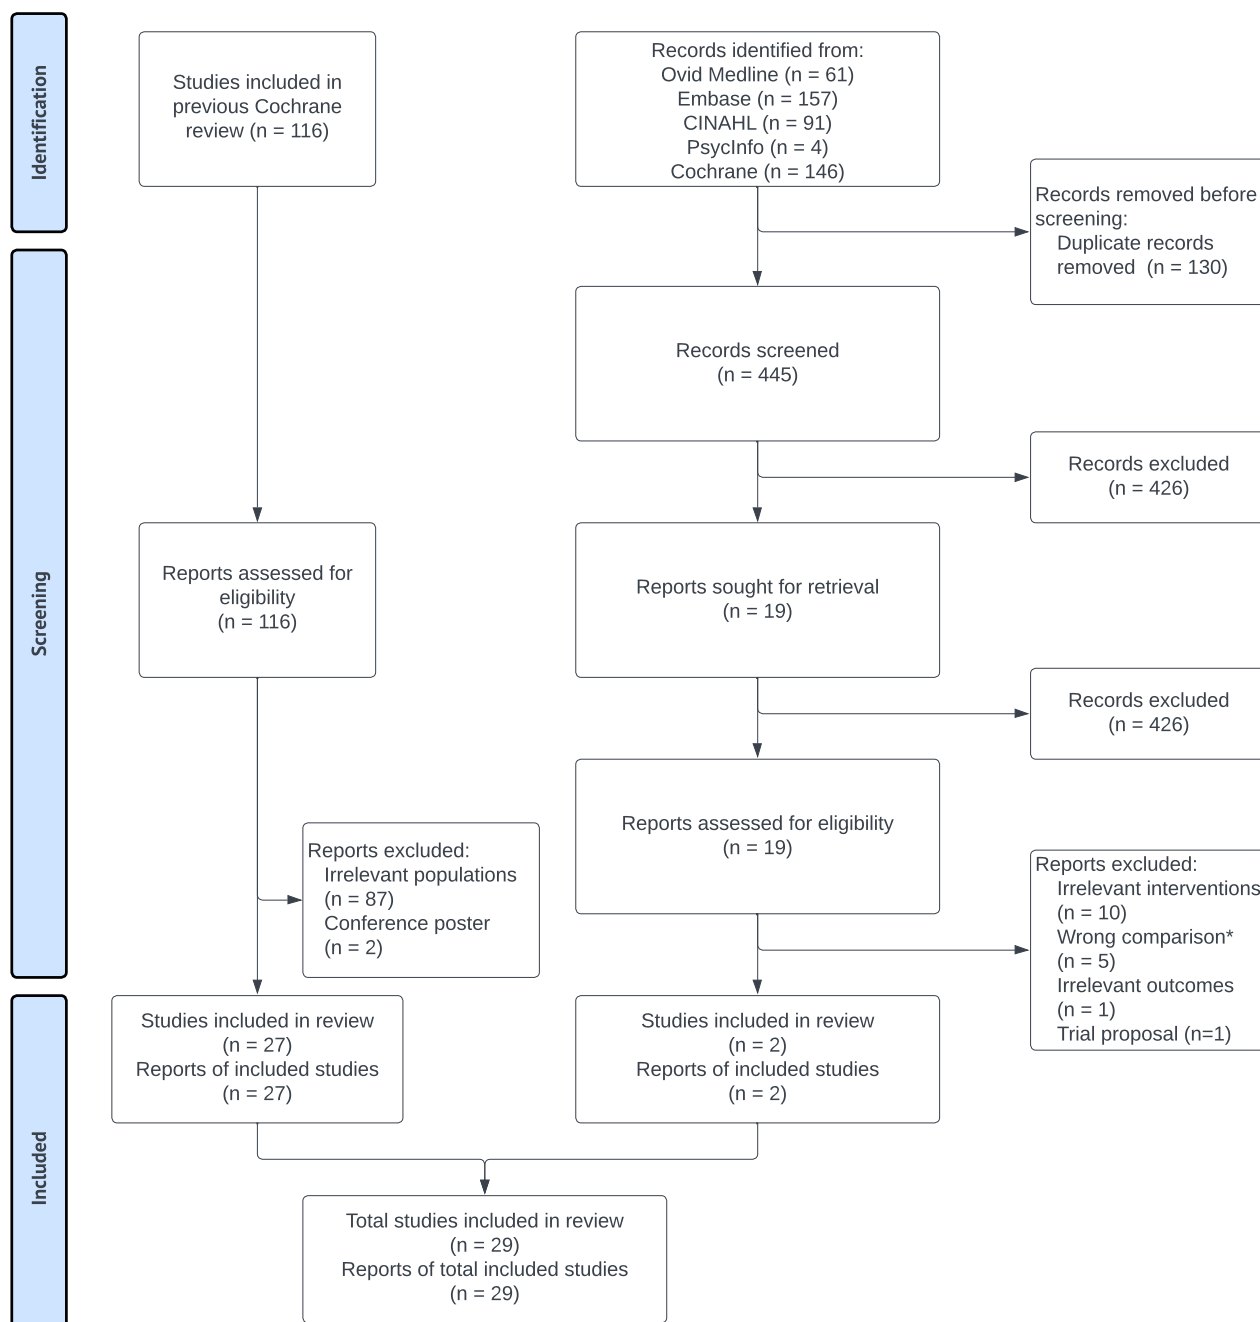 Identification
Studies included in
previous Cochrane
review (n = 116)
Records identified from:
Ovid Medline (n = 61)
Embase (n = 157)
CINAHL (n = 91)
PsycInfo (n = 4)
Cochrane (n = 146)
Records removed before
screening:
Duplicate records
removed  (n = 130)
Screening
Records screened
(n = 445)
Records excluded
(n = 426)
Reports assessed for
eligibility
(n = 116)
Reports sought for retrieval
(n = 19)
Records excluded
(n = 426)
Reports assessed for eligibility
(n = 19)
Reports excluded:
Irrelevant populations
(n = 87)
Conference poster
(n = 2)
Reports excluded:
Irrelevant interventions
(n = 10)
Wrong comparison*
(n = 5)
Irrelevant outcomes
(n = 1)
Trial proposal (n=1)
Included
Studies included in review
(n = 27)
Reports of included studies
(n = 27)
Studies included in review
(n = 2)
Reports of included studies
(n = 2)
Total studies included in review
(n = 29)
Reports of total included studies
(n = 29)